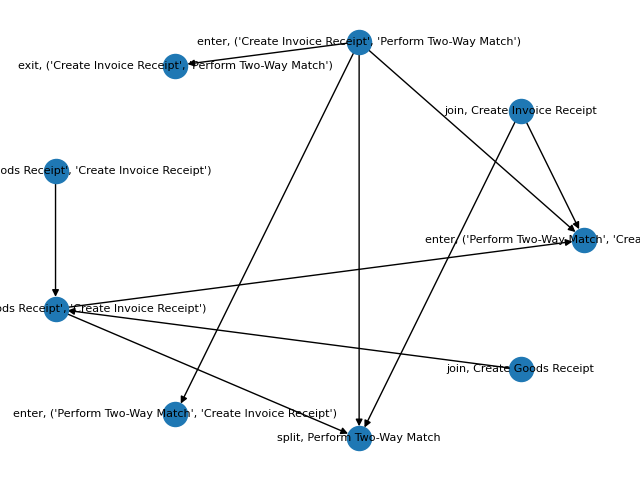 enter, ('Create Invoice Receipt', 'Perform Two-Way Match')
exit, ('Create Invoice Receipt', 'Perform Two-Way Match')
join, Create Invoice Receipt
ods Receipt', 'Create Invoice Receipt')
enter, ('Perform Two-Way Match', 'Crea
ds Receipt', 'Create Invoice Receipt')
join, Create Goods Receipt
enter, ('Perform Two-Way Match', 'Create Invoice Receipt')
split, Perform Two-Way Match